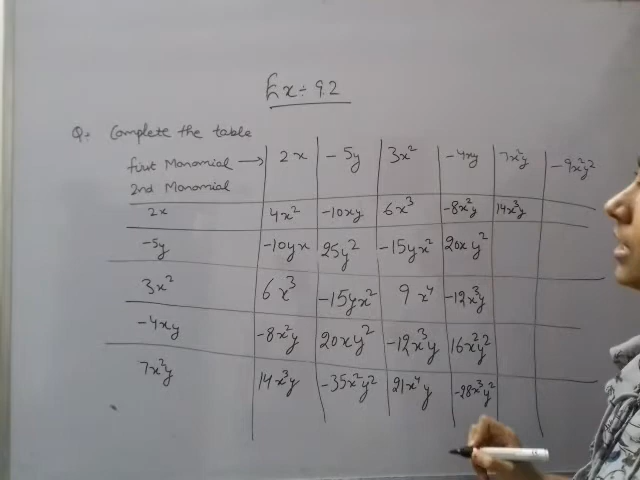 Ex÷ 9.2
Q. Complete the table
first Monomial → 2x -5y 3x² -4xy 7x²y -9x²y²
2nd Monomial
2x 4x² -10xy 6x³ -8x²y 14x³y
-5y -10yx 25y² -15yx² 20xy²
3x² 6x³ -15yx² 9x⁴ -12x³y
-4xy -8x²y 20xy² -12x³y 16x²y²
7x²y 14x³y -35x²y² 21x⁴y -28x³y²